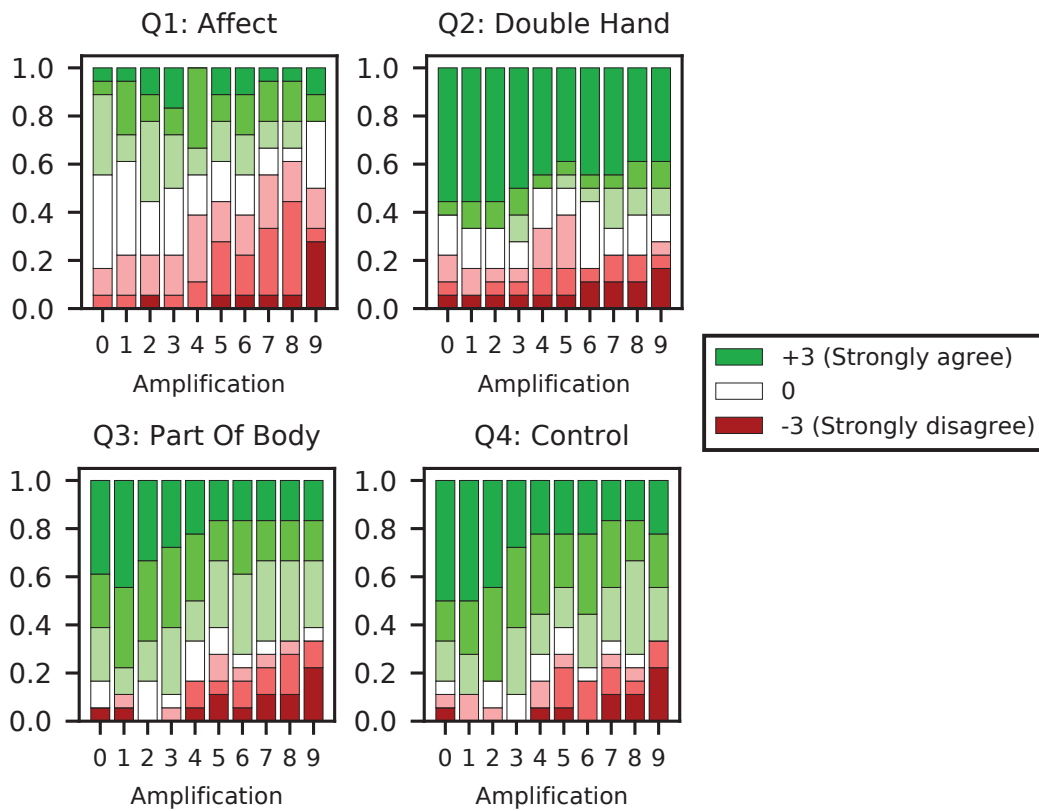 Q1: Affect
1.0
0.8
0.6
0.4
0.2
0.0
0 1 2 3 4 5 6 7 8 9
Amplification
Q2: Double Hand
1.0
0.8
0.6
0.4
0.2
0.0
0 1 2 3 4 5 6 7 8 9
Amplification
+3 (Strongly agree)
0
-3 (Strongly disagree)
Q3: Part Of Body
1.0
0.8
0.6
0.4
0.2
0.0
0 1 2 3 4 5 6 7 8 9
Amplification
Q4: Control
1.0
0.8
0.6
0.4
0.2
0.0
0 1 2 3 4 5 6 7 8 9
Amplification